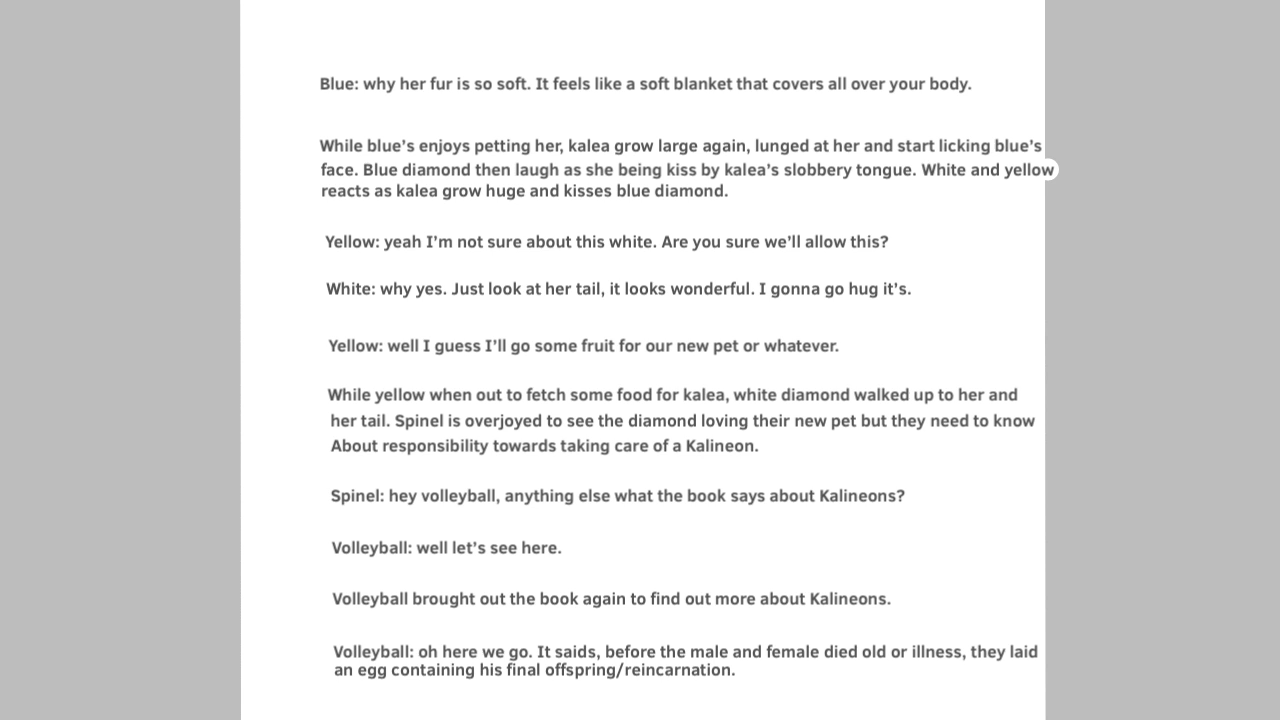 Blue: why her fur is so soft. It feels like a soft blanket that covers all over your body.
While blue's enjoys petting her, kalea grow large again, lunged at her and start licking blue's
face. Blue diamond then laugh as she being kiss by kalea's slobbery tongue. White and yellow
reacts as kalea grow huge and kisses blue diamond.
Yellow: yeah I'm not sure about this white. Are you sure we'll allow this?
White: why yes. Just look at her tail, it looks wonderful. I gonna go hug it's.
Yellow: well I guess I'll go some fruit for our new pet or whatever.
While yellow when out to fetch some food for kalea, white diamond walked up to her and
her tail. Spinel is overjoyed to see the diamond loving their new pet but they need to know
About responsibility towards taking care of a Kalineon.
Spinel: hey volleyball, anything else what the book says about Kalineons?
Volleyball: well let's see here.
Volleyball brought out the book again to find out more about Kalineons.
Volleyball: oh here we go. It saids, before the male and female died old or illness, they laid
an egg containing his final offspring/reincarnation.